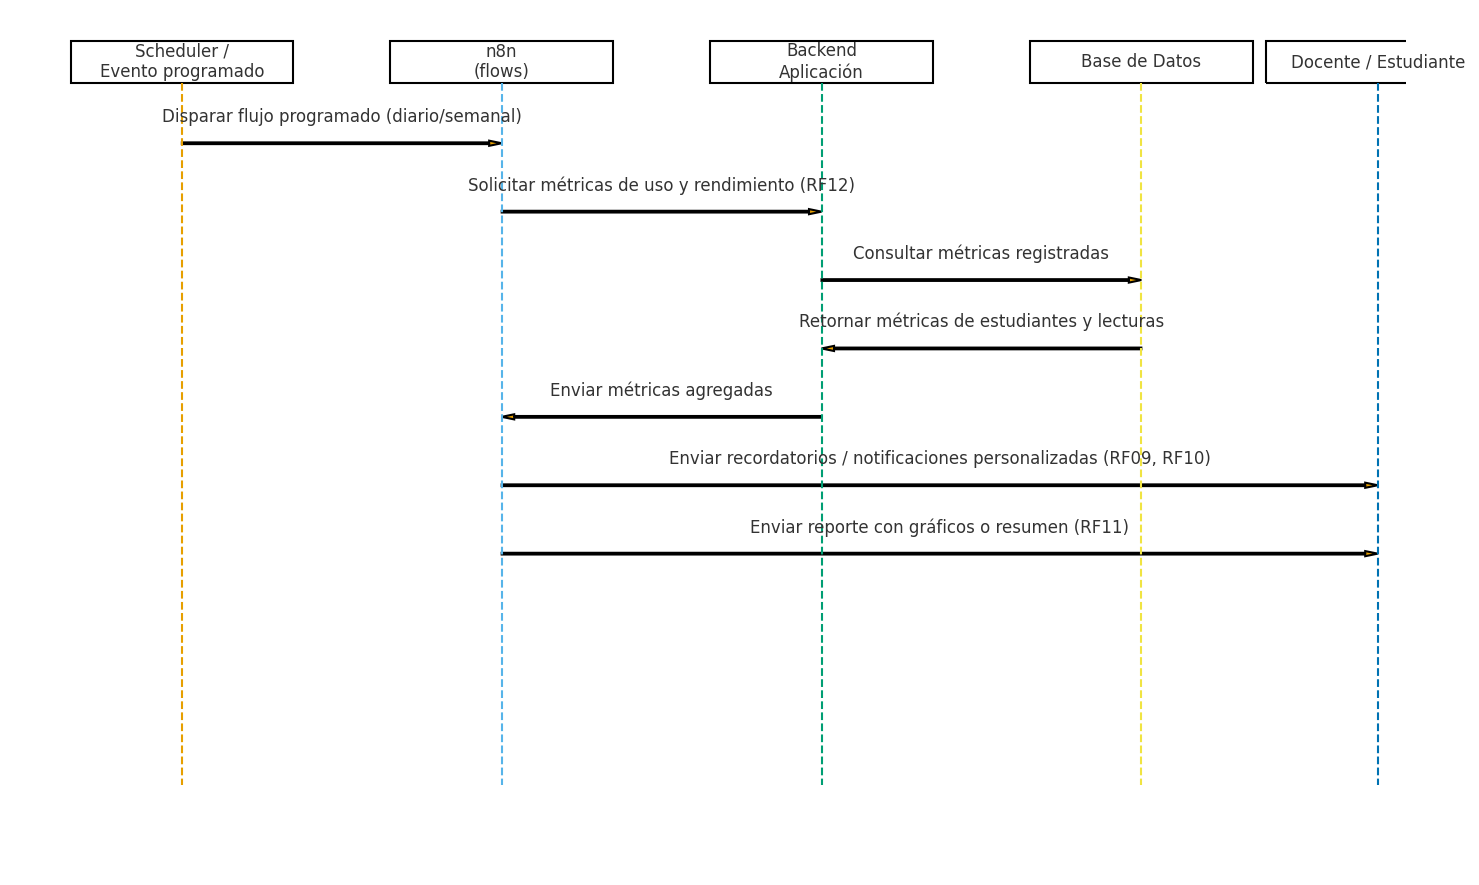 Scheduler /
Evento programado
n8n
(flows)
Backend
Aplicación
Base de Datos
Docente / Estudiante
Disparar flujo programado (diario/semanal)
Solicitar métricas de uso y rendimiento (RF12)
Consultar métricas registradas
Retornar métricas de estudiantes y lecturas
Enviar métricas agregadas
Enviar recordatorios / notificaciones personalizadas (RF09, RF10)
Enviar reporte con gráficos o resumen (RF11)